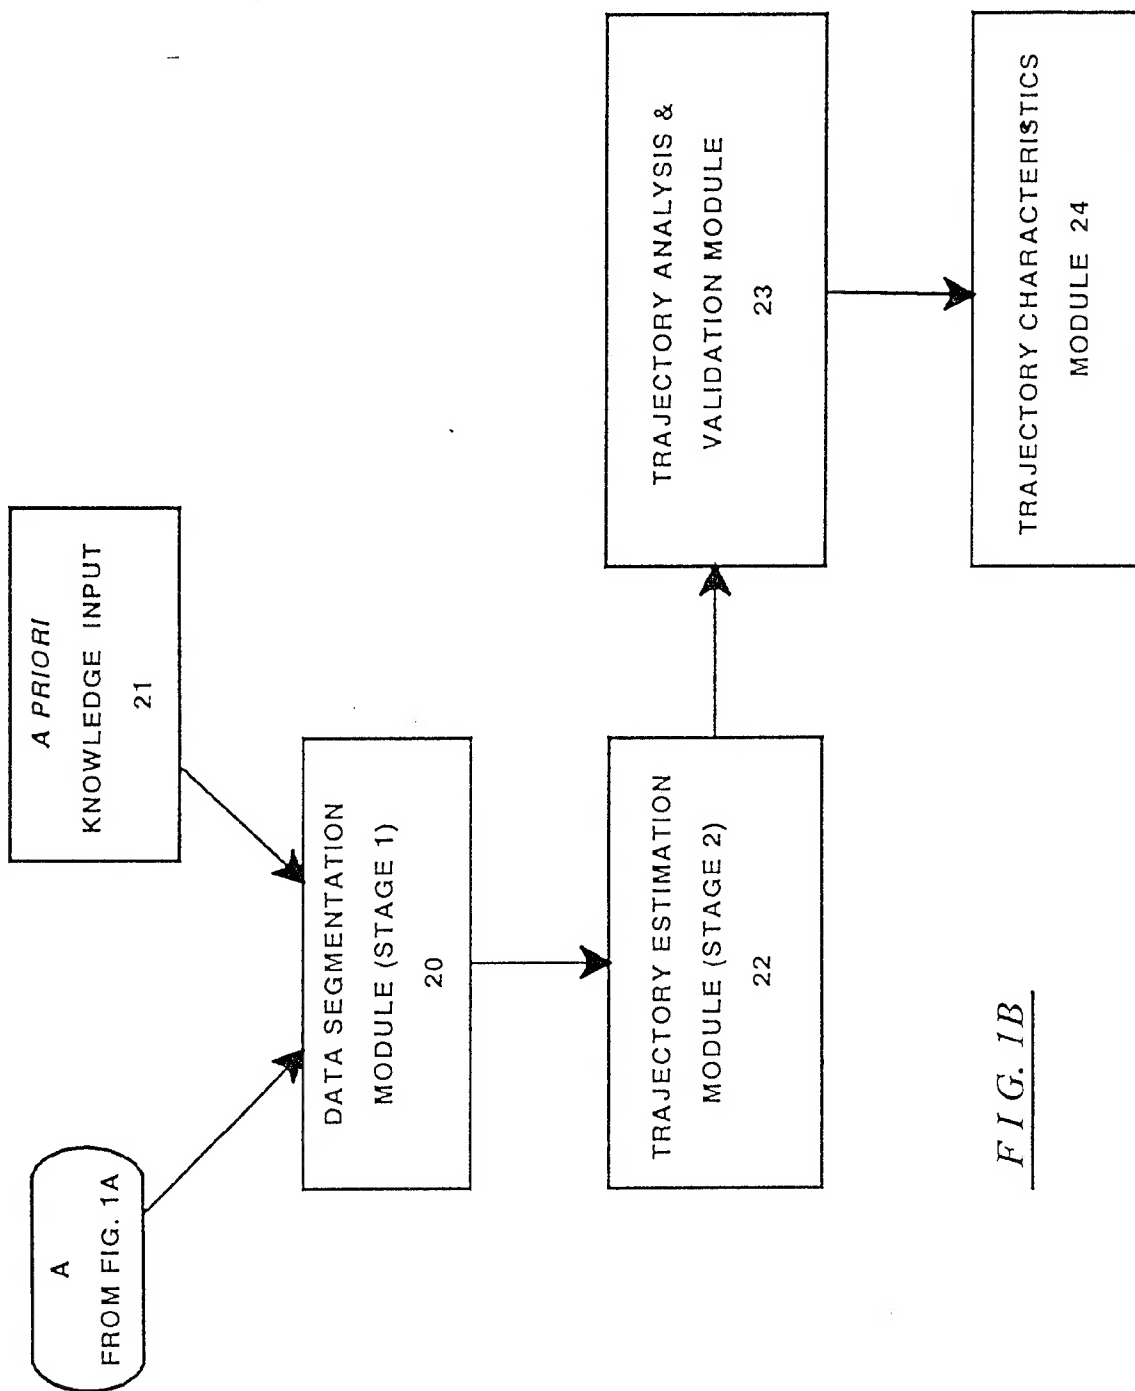 A
FROM FIG. 1A
A PRIORI
KNOWLEDGE INPUT
21
DATA SEGMENTATION
MODULE (STAGE 1)
20
TRAJECTORY ESTIMATION
MODULE (STAGE 2)
22
TRAJECTORY ANALYSIS &
VALIDATION MODULE
23
TRAJECTORY CHARACTERISTICS
MODULE 24
FIG. 1B